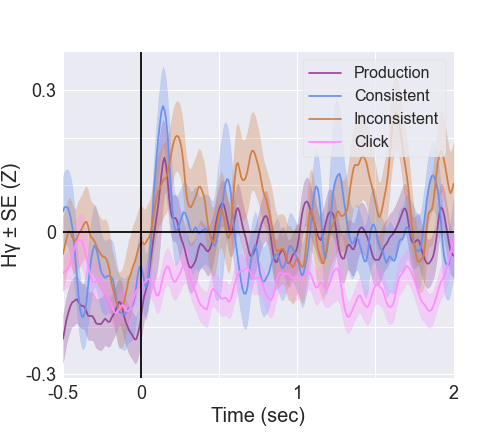 Production
Consistent
Inconsistent
Click
Hγ ± SE (Z)
0.3
0
-0.3
-0.5
0
1
2
Time (sec)